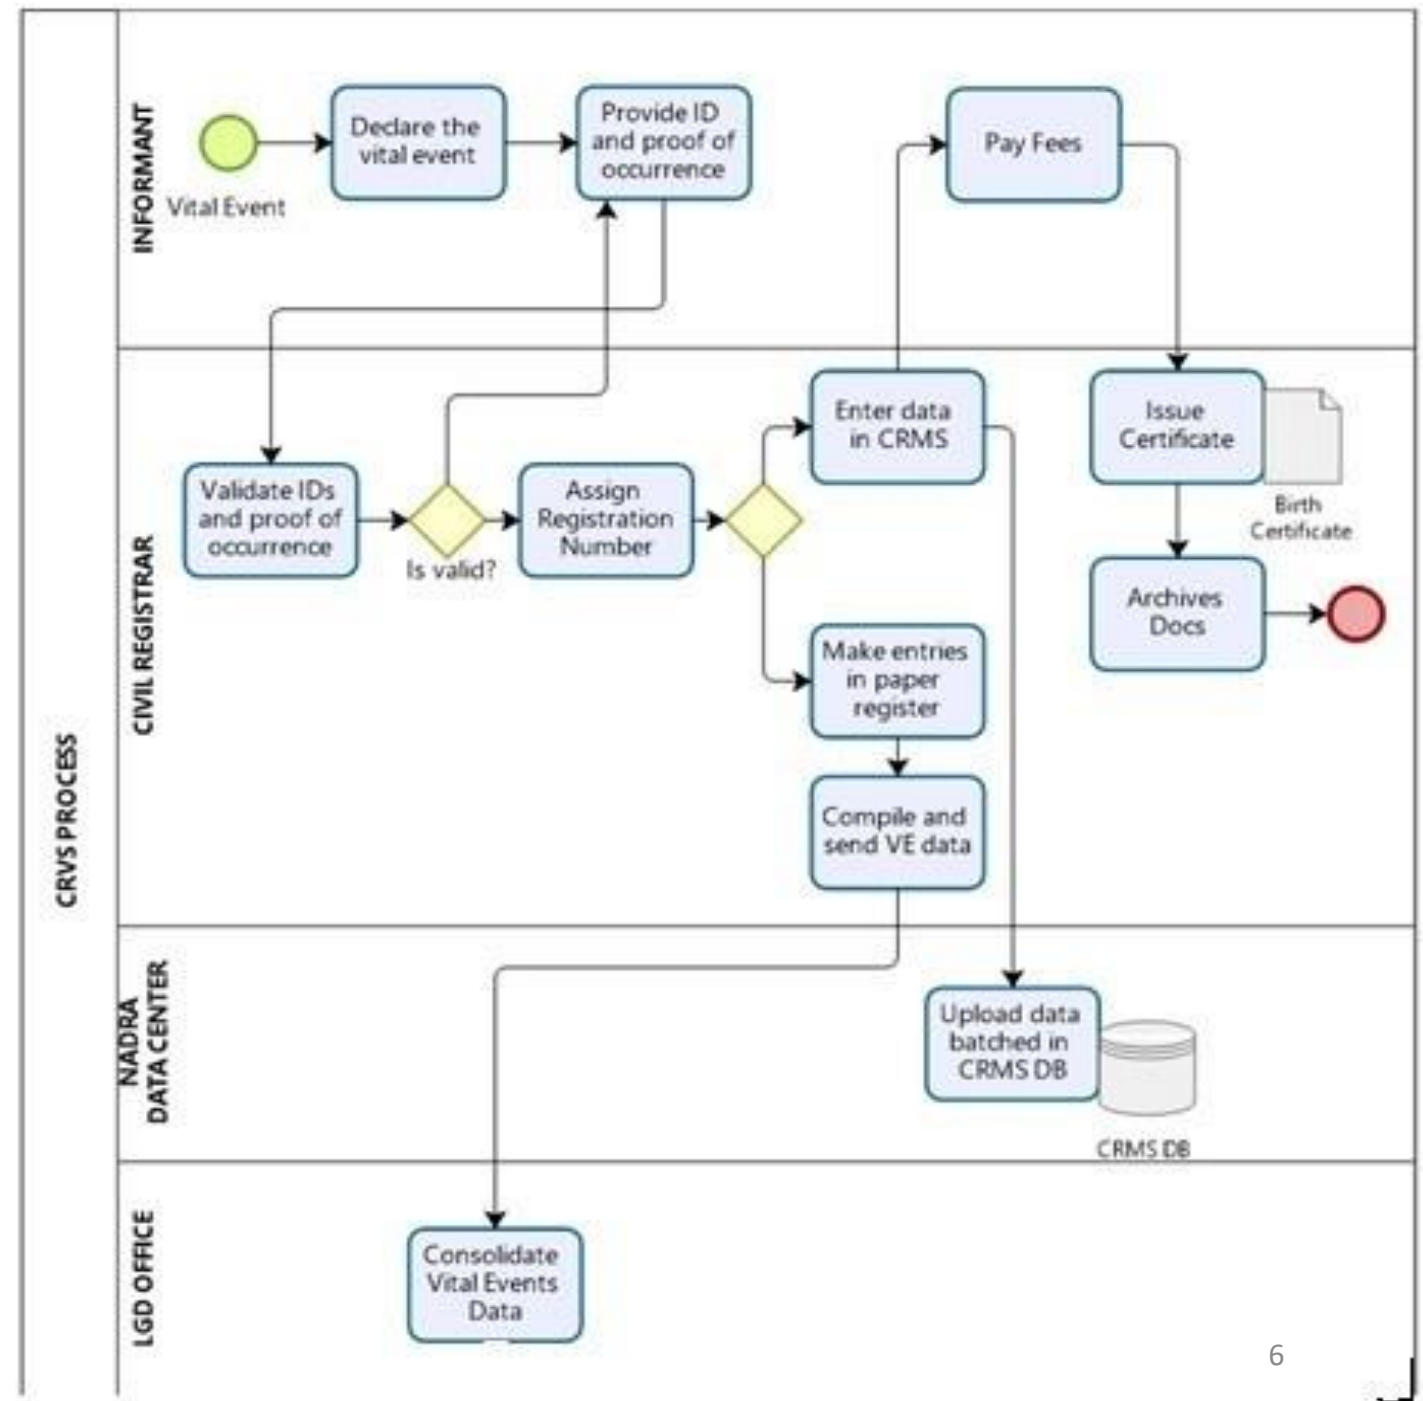 CRVS PROCESS
INFORMANT
Vital Event
Declare the
vital event
Provide ID
and proof of
occurrence
Pay Fees
CIVIL REGISTRAR
Validate IDs
and proof of
occurrence
Is valid?
Assign
Registration
Number
Enter data
in CRMS
Issue
Certificate
Birth
Certificate
Archives
Docs
Make entries
in paper
register
Compile and
send VE data
NADRA
DATA CENTER
Upload data
batched in
CRMS DB
CRMS DB
LGD OFFICE
Consolidate
Vital Events
Data
6